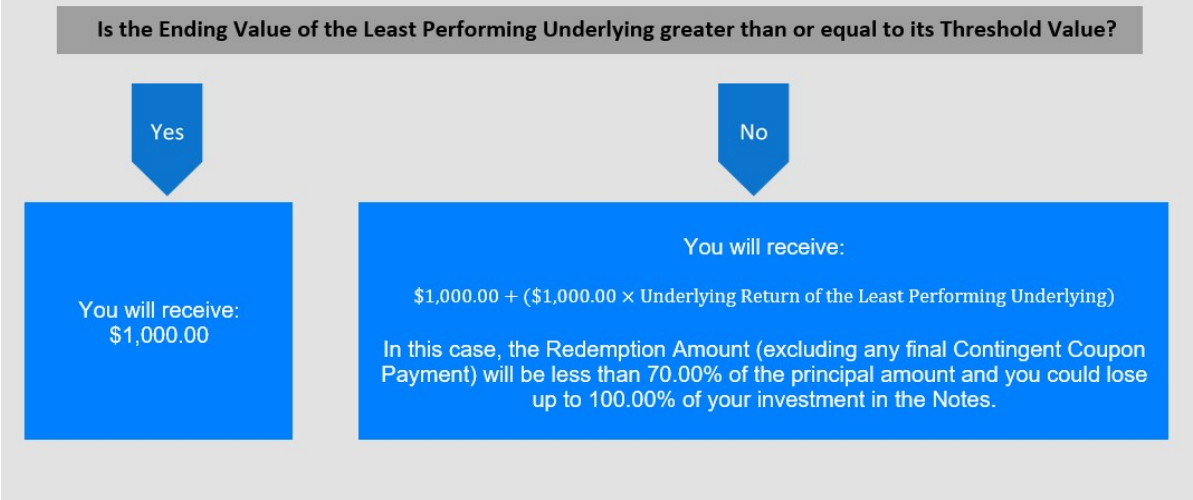 Is the Ending Value of the Least Performing Underlying greater than or equal to its Threshold Value?
Yes
No
You will receive:
$1,000.00
You will receive:
$1,000.00 + ($1,000.00 × Underlying Return of the Least Performing Underlying)
In this case, the Redemption Amount (excluding any final Contingent Coupon
Payment) will be less than 70.00% of the principal amount and you could lose
up to 100.00% of your investment in the Notes.